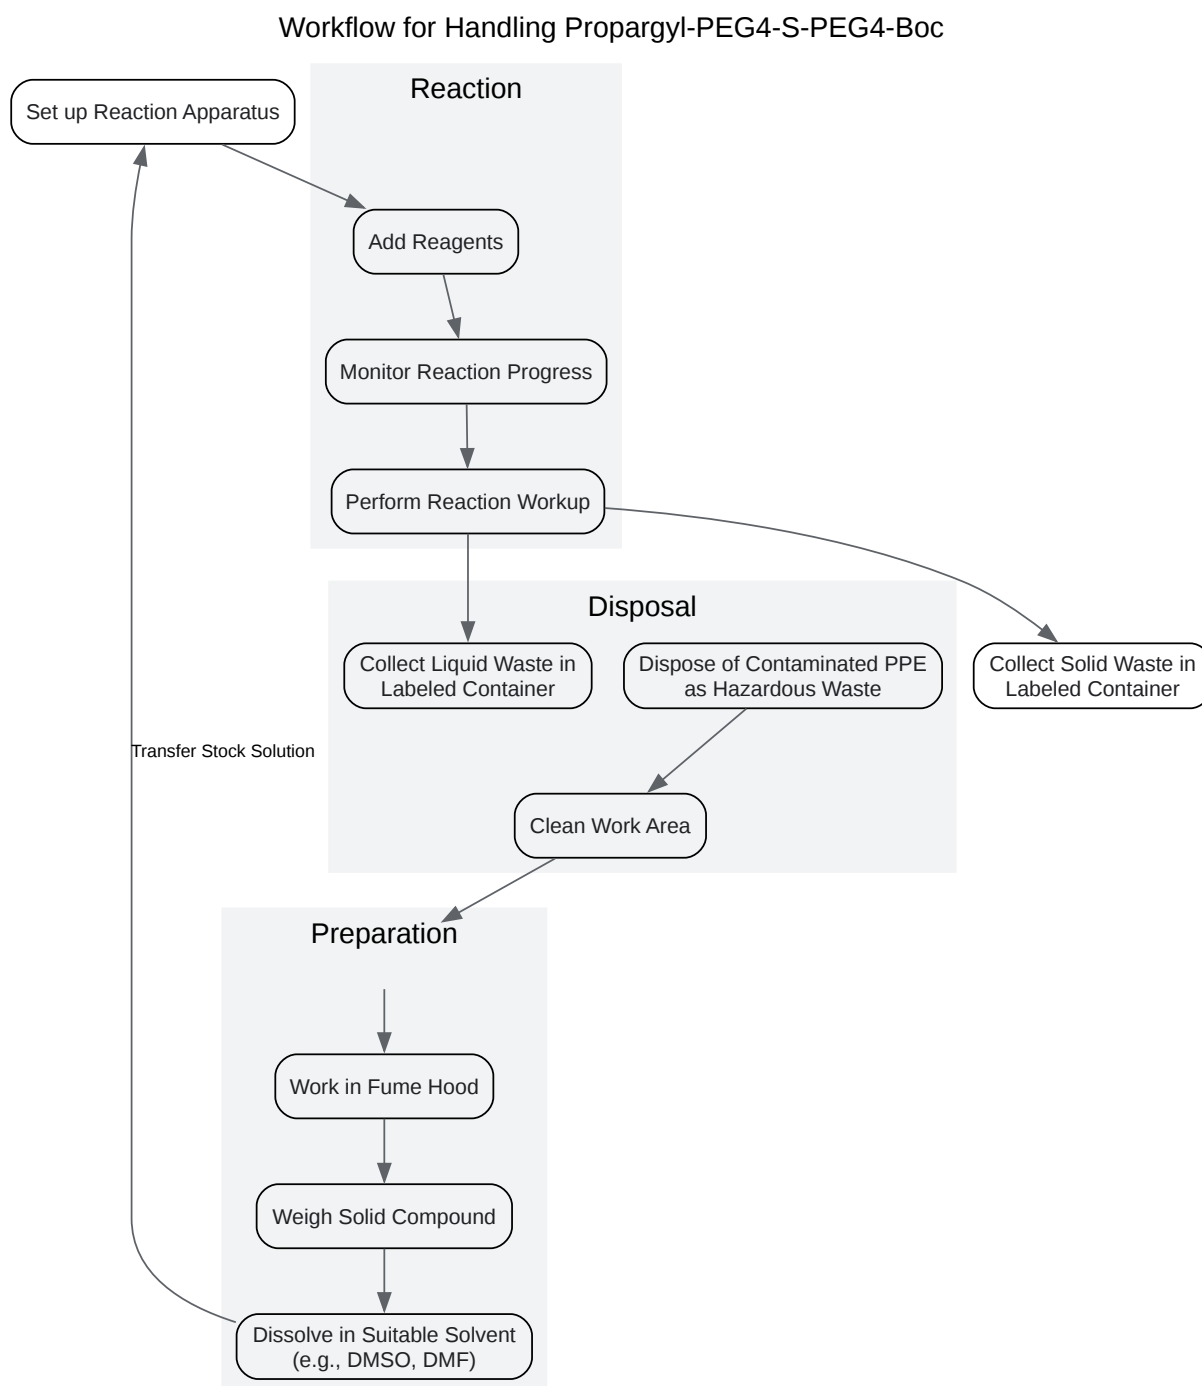 Workflow for Handling Propargyl-PEG4-S-PEG4-Boc
Reaction
Set up Reaction Apparatus
Add Reagents
Monitor Reaction Progress
Perform Reaction Workup
Disposal
Collect Liquid Waste in
Labeled Container
Dispose of Contaminated PPE
as Hazardous Waste
Collect Solid Waste in
Labeled Container
Transfer Stock Solution
Clean Work Area
Preparation
Work in Fume Hood
Weigh Solid Compound
Dissolve in Suitable Solvent
(e.g., DMSO, DMF)